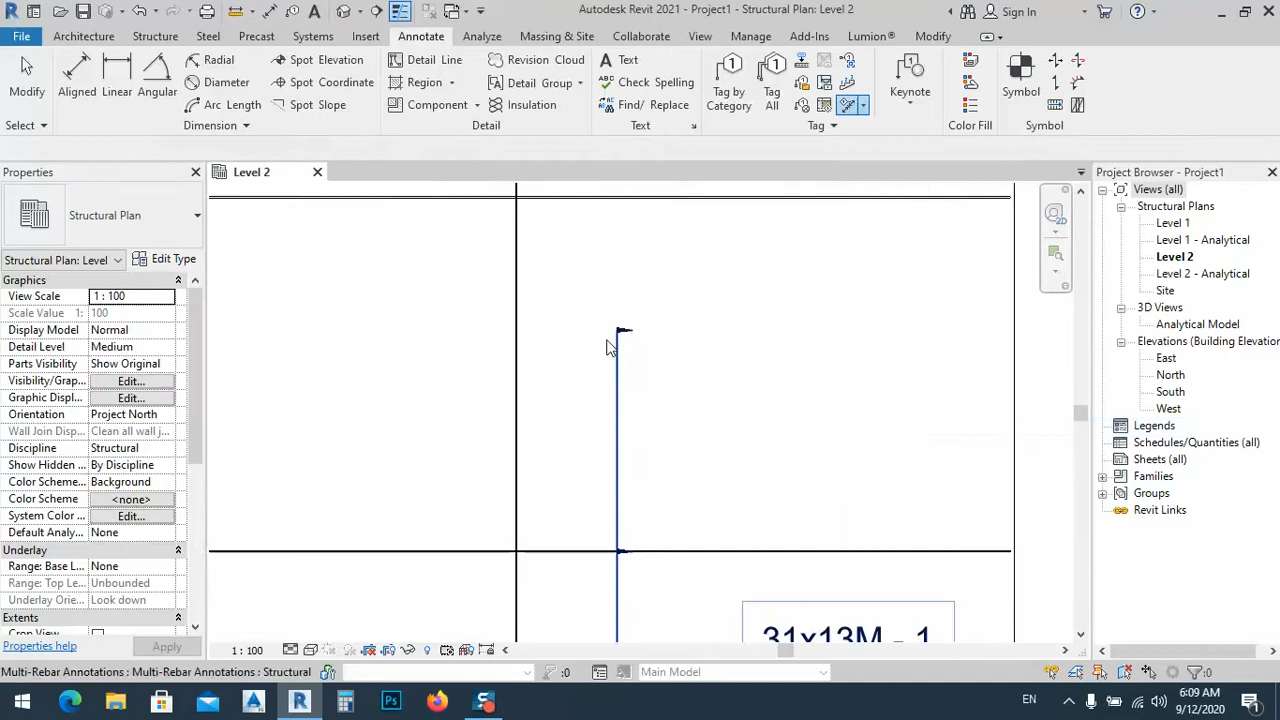 Autodesk Revit 2021 - Project1 - Structural Plan: Level 2
Sign In
File Architecture Structure Steel Precast Systems Insert Annotate Analyze Massing & Site Collaborate View Manage Add-Ins Lumion® Modify
Modify Aligned Linear Angular
Radial
Diameter
Arc Length
Spot Elevation
Spot Coordinate
Spot Slope
Detail Line
Region
Component
Revision Cloud
Detail Group
Insulation
Text
Check Spelling
Find/ Replace
Tag by Category
Tag All
Keynote
Symbol
Select Dimension Detail Text Tag Color Fill Symbol
Properties
Structural Plan
Structural Plan: Level
Edit Type
Graphics
View Scale 1 : 100
Scale Value 1: 100
Display Model Normal
Detail Level Medium
Parts Visibility Show Original
Visibility/Grap... Edit...
Graphic Displ... Edit...
Orientation Project North
Wall Join Disp... Clean all wall j...
Discipline Structural
Show Hidden ... By Discipline
Color Scheme... Background
Color Scheme <none>
System Color ... Edit...
Default Analy... None
Underlay
Range: Base L... None
Range: Top Le... Unbounded
Underlay Orie... Look down
Extents
Crop View
Properties help
Apply
Level 2
31x13M - 1
1 : 100
Project Browser - Project1
Views (all)
Structural Plans
Level 1
Level 1 - Analytical
Level 2
Level 2 - Analytical
Site
3D Views
Analytical Model
Elevations (Building Elevation
East
North
South
West
Legends
Schedules/Quantities (all)
Sheets (all)
Families
Groups
Revit Links
Multi-Rebar Annotations : Multi-Rebar Annotations : Structural
:0
Main Model
:0
EN
6:09 AM
9/12/2020